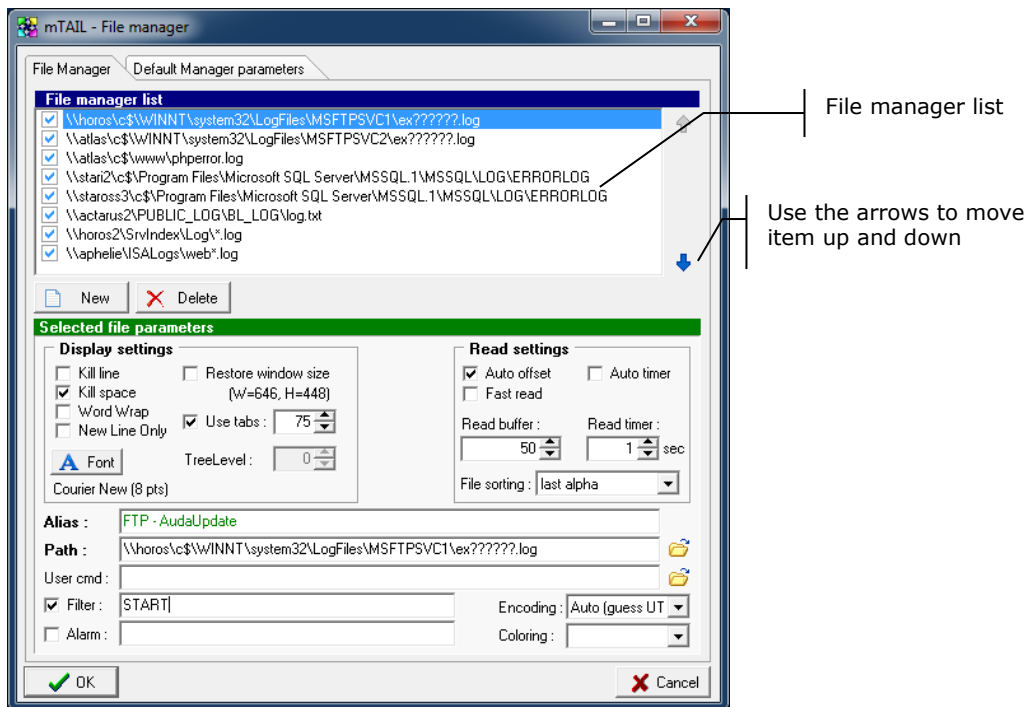 mTAIL - File manager
File Manager
Default Manager parameters
File manager list
\\horos\c$\WINNT\system32\LogFiles\MSFTPSVC1\ex??????.log
\\atlas\c$\WINNT\system32\LogFiles\MSFTPSVC2\ex??????.log
\\atlas\c$\www\phperror.log
\\stari2\c$\Program Files\Microsoft SQL Server\MSSQL.1\MSSQL\LOG\ERRORLOG
\\staross3\c$\Program Files\Microsoft SQL Server\MSSQL.1\MSSQL\LOG\ERRORLOG
\\actarus2\PUBLIC_LOG\BL_LOG\log.txt
\\horos2\SrvIndex\Log\*.log
\\aphelie\ISALogs\web*.log
File manager list
Use the arrows to move
item up and down
New
Delete
Selected file parameters
Display settings
Kill line
Restore window size
Kill space
(W=646, H=448)
Word Wrap
Use tabs : 75
New Line Only
A Font
TreeLevel : 0
Courier New (8 pts)
Read settings
Auto offset
Auto timer
Fast read
Read buffer :
Read timer :
50
1 sec
File sorting : last alpha
Alias : FTP - AudaUpdate
Path : \\horos\c$\WINNT\system32\LogFiles\MSFTPSVC1\ex??????.log
User cmd :
Filter : START
Encoding : Auto (guess UT
Alarm :
Coloring :
OK
Cancel